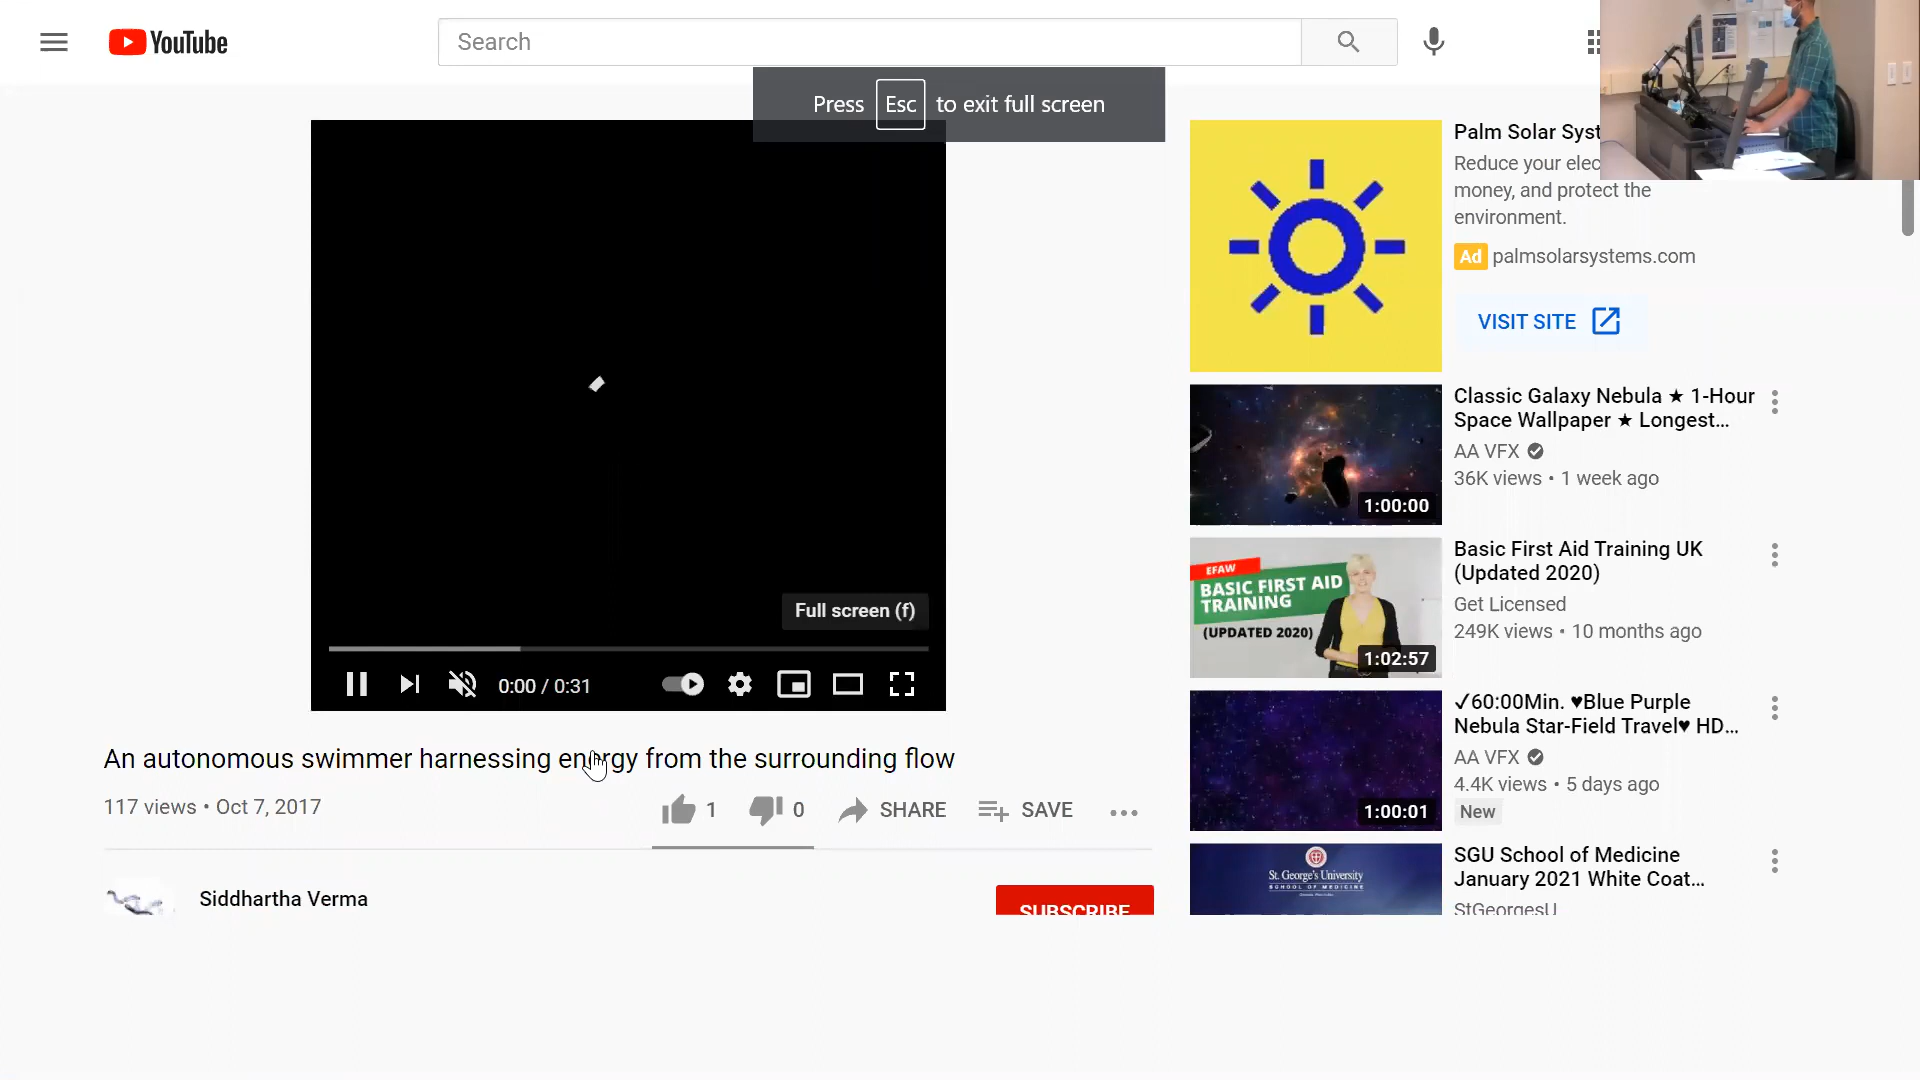 YouTube
Search
Press Esc to exit full screen
Full screen (f)
0:00 / 0:31
An autonomous swimmer harnessing energy from the surrounding flow
117 views • Oct 7, 2017
1
0
SHARE
SAVE
Siddhartha Verma
SUBSCRIBE
Palm Solar Syst
Reduce your elec
money, and protect the
environment.
Ad palmsolarsystems.com
VISIT SITE
1:00:00
Classic Galaxy Nebula ★ 1-Hour
Space Wallpaper ★ Longest...
AA VFX
36K views • 1 week ago
EFAW
BASIC FIRST AID
TRAINING
(UPDATED 2020)
1:02:57
Basic First Aid Training UK
(Updated 2020)
Get Licensed
249K views • 10 months ago
1:00:01
✓60:00Min. ♥Blue Purple
Nebula Star-Field Travel♥ HD...
AA VFX
4.4K views • 5 days ago
New
St. George's University
SCHOOL OF MEDICINE
SGU School of Medicine
January 2021 White Coat...
StGeorgesU